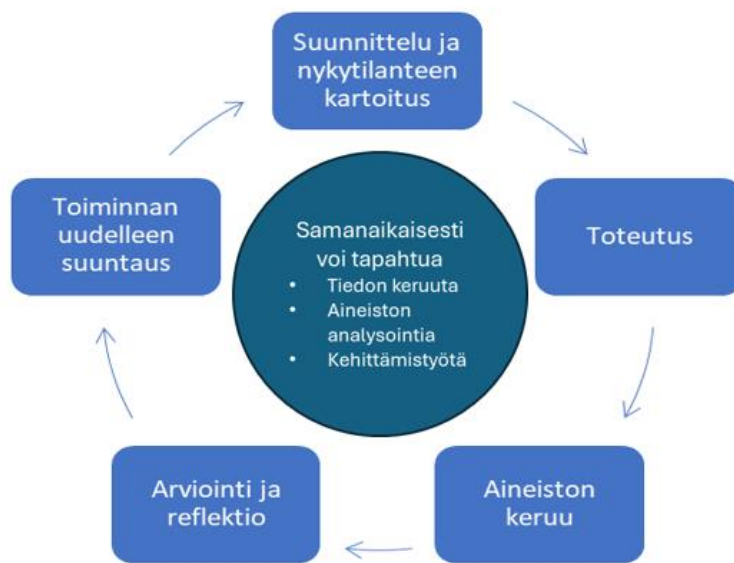 Suunnittelu ja
nykytilanteen
kartoitus
Toteutus
Aineiston
keruu
Arviointi ja
reflektio
Toiminnan
uudelleen
suuntaus
Samanaikaisesti
voi tapahtua
• Tiedon keruuta
• Aineiston
analysointia
• Kehittämistyötä